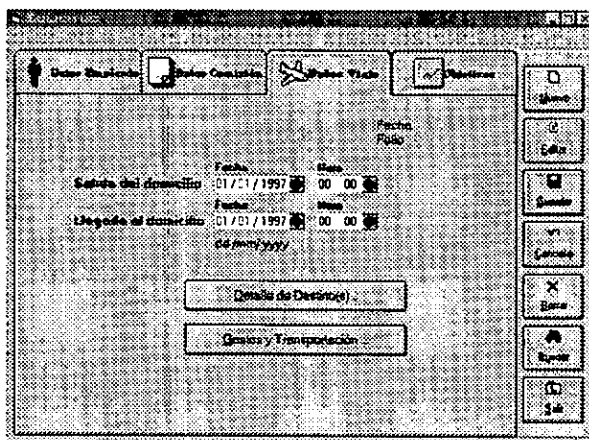 Datos Empleado
Datos Comisión
Datos Viaje
Objetivos
Fecha
Folio
Fecha Hora
Salida del domicilio 01/01/1997 00 00
Fecha Hora
Llegada al domicilio 01/01/1997 00 00
dd/mm/yyyy
Detalle de Destino(s) ...
Gastos y Transportación ...
Nuevo
Editar
Guardar
Cancelar
Borrar
Salir